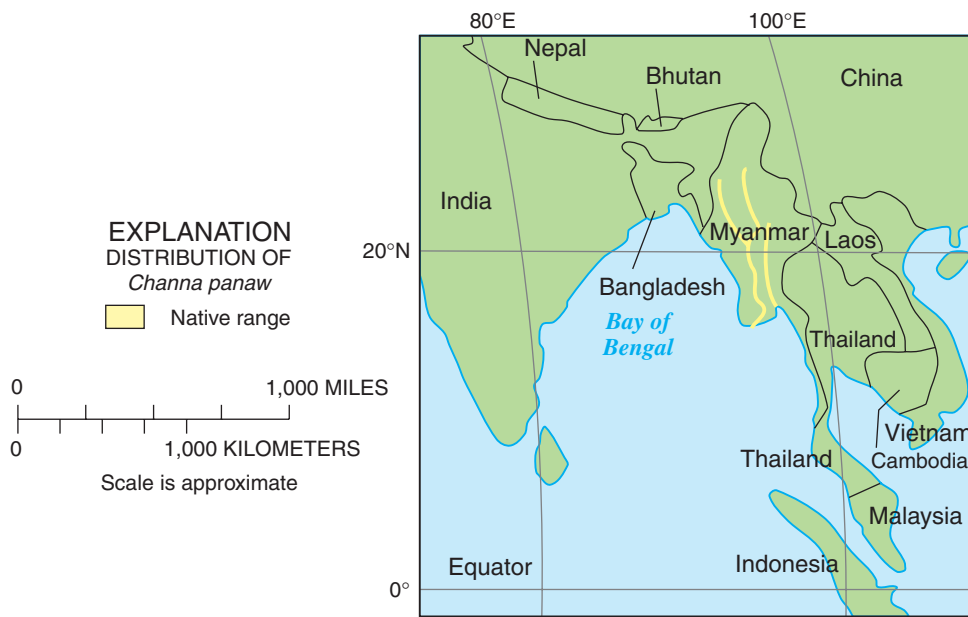 80°E
100°E
Nepal
Bhutan
China
India
EXPLANATION
DISTRIBUTION OF
Channa panaw
Native range
20°N
Myanmar
Laos
Bangladesh
Bay of
Bengal
Thailand
0
1,000 MILES
0
1,000 KILOMETERS
Scale is approximate
Vietnam
Cambodia
Thailand
Malaysia
Indonesia
Equator
0°